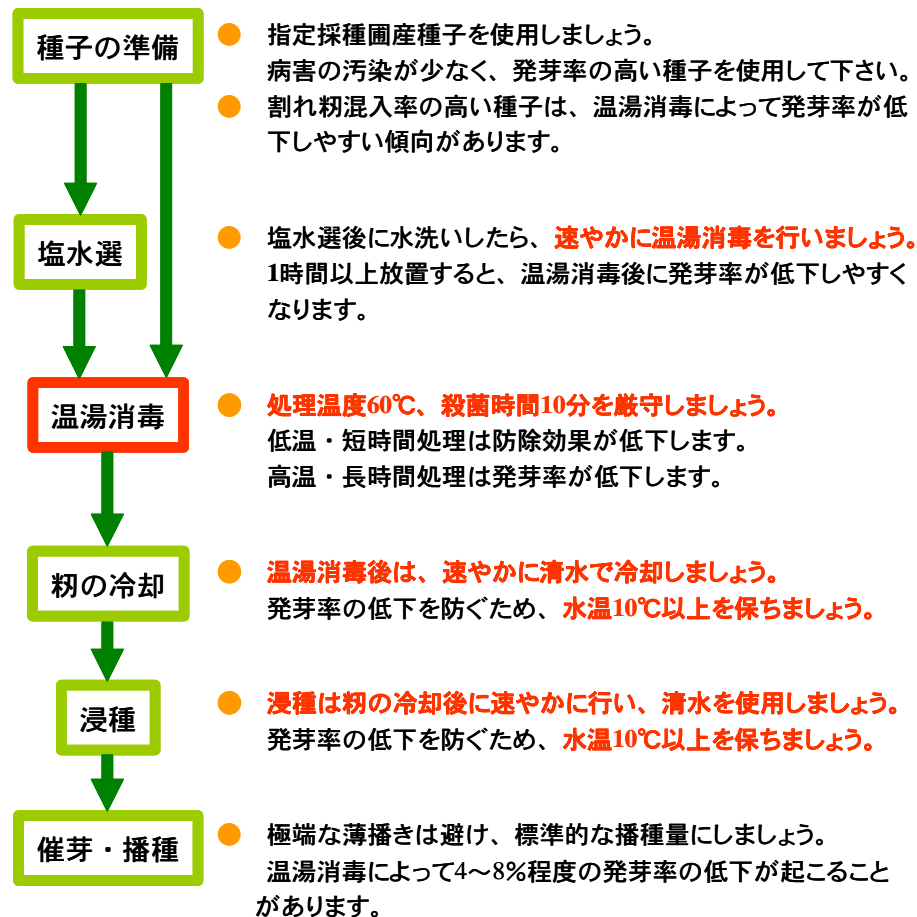 種子の準備
● 指定採種圃産種子を使用しましょう。
病害の汚染が少なく、発芽率の高い種子を使用して下さい。
● 割れ籾混入率の高い種子は、温湯消毒によって発芽率が低
下しやすい傾向があります。
塩水選
● 塩水選後に水洗いしたら、速やかに温湯消毒を行いましょう。
1時間以上放置すると、温湯消毒後に発芽率が低下しやすく
なります。
温湯消毒
● 処理温度60℃、殺菌時間10分を厳守しましょう。
低温・短時間処理は防除効果が低下します。
高温・長時間処理は発芽率が低下します。
籾の冷却
● 温湯消毒後は、速やかに清水で冷却しましょう。
発芽率の低下を防ぐため、水温10℃以上を保ちましょう。
浸種
● 浸種は籾の冷却後に速やかに行い、清水を使用しましょう。
発芽率の低下を防ぐため、水温10℃以上を保ちましょう。
催芽・播種
● 極端な薄播きは避け、標準的な播種量にしましょう。
温湯消毒によって4～8%程度の発芽率の低下が起こること
があります。